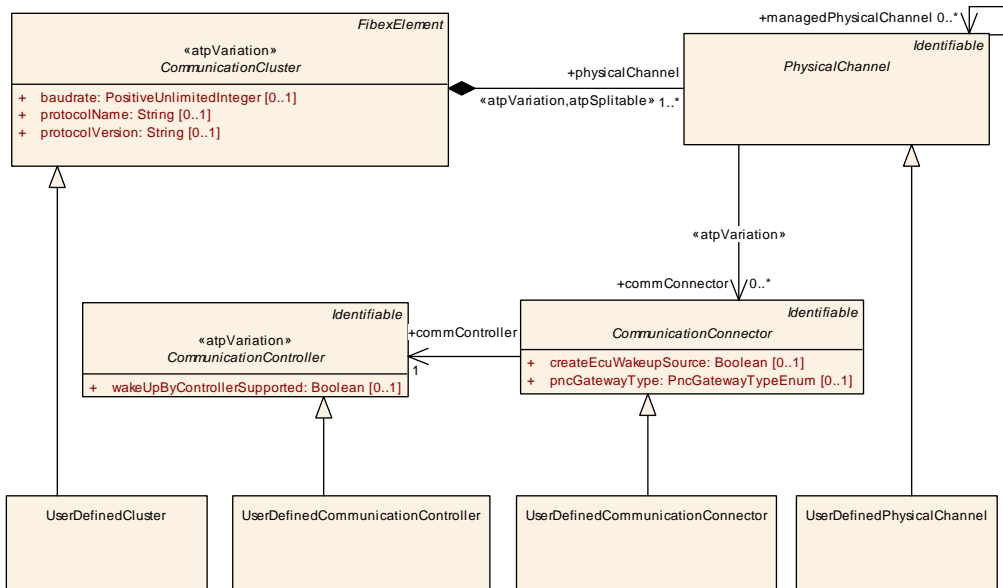 FibexElement
«atpVariation»
CommunicationCluster
+ baudrate: PositiveUnlimitedInteger [0..1]
+ protocolName: String [0..1]
+ protocolVersion: String [0..1]
+managedPhysicalChannel 0..*
Identifiable
PhysicalChannel
+physicalChannel
«atpVariation,atpSplitable» 1..*
«atpVariation»
+commConnector 0..*
Identifiable
«atpVariation»
CommunicationController
+ wakeUpByControllerSupported: Boolean [0..1]
+commController
1
Identifiable
CommunicationConnector
+ createEcuWakeupSource: Boolean [0..1]
+ pncGatewayType: PncGatewayTypeEnum [0..1]
UserDefinedCluster
UserDefinedCommunicationController
UserDefinedCommunicationConnector
UserDefinedPhysicalChannel